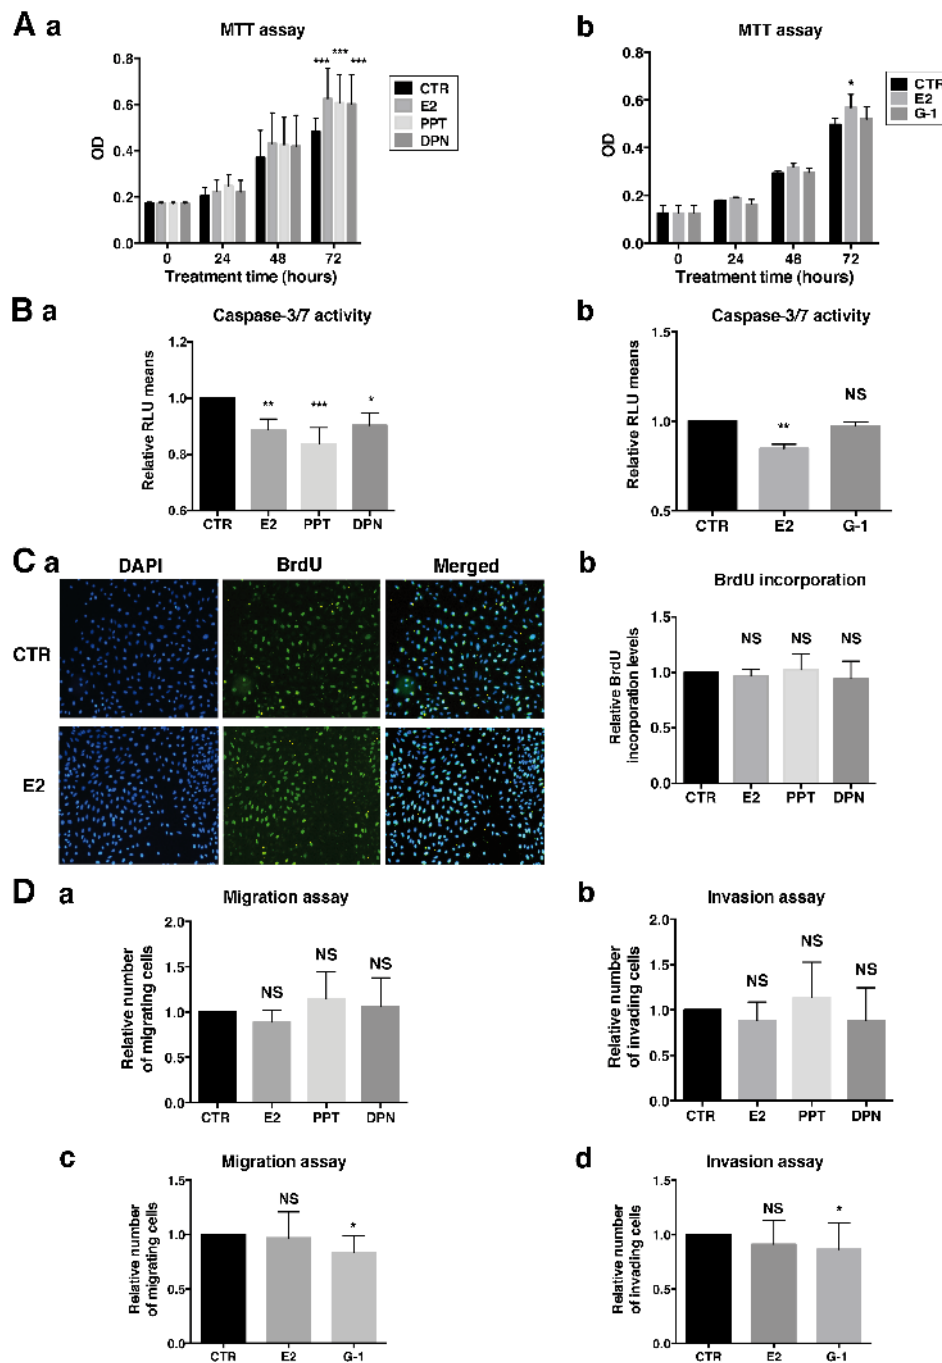 A a
MTT assay
*** *** ***
0.8
0.6
0.4
0.2
0.0
OD
0 24 48 72
Treatment time (hours)
CTR
E2
PPT
DPN
b
MTT assay
*
0.8
0.6
0.4
0.2
0.0
OD
0 24 48 72
Treatment time (hours)
CTR
E2
G-1
B a
Caspase-3/7 activity
Relative RLU means
1.2
1.0
0.8
0.6
** *** *
CTR E2 PPT DPN
b
Caspase-3/7 activity
Relative RLU means
1.5
1.0
0.5
** NS
CTR E2 G-1
C a
DAPI BrdU Merged
CTR
E2
b
BrdU incorporation
Relative BrdU
incorporation levels
1.5
1.0
0.5
0.0
NS NS NS
CTR E2 PPT DPN
D a
Migration assay
Relative number
of migrating cells
2.0
1.5
1.0
0.5
0.0
NS NS NS
CTR E2 PPT DPN
b
Invasion assay
Relative number
of invading cells
2.0
1.5
1.0
0.5
0.0
NS NS NS
CTR E2 PPT DPN
c
Migration assay
Relative number
of migrating cells
1.5
1.0
0.5
0.0
NS *
CTR E2 G-1
d
Invasion assay
Relative number
of invading cells
1.5
1.0
0.5
0.0
NS *
CTR E2 G-1